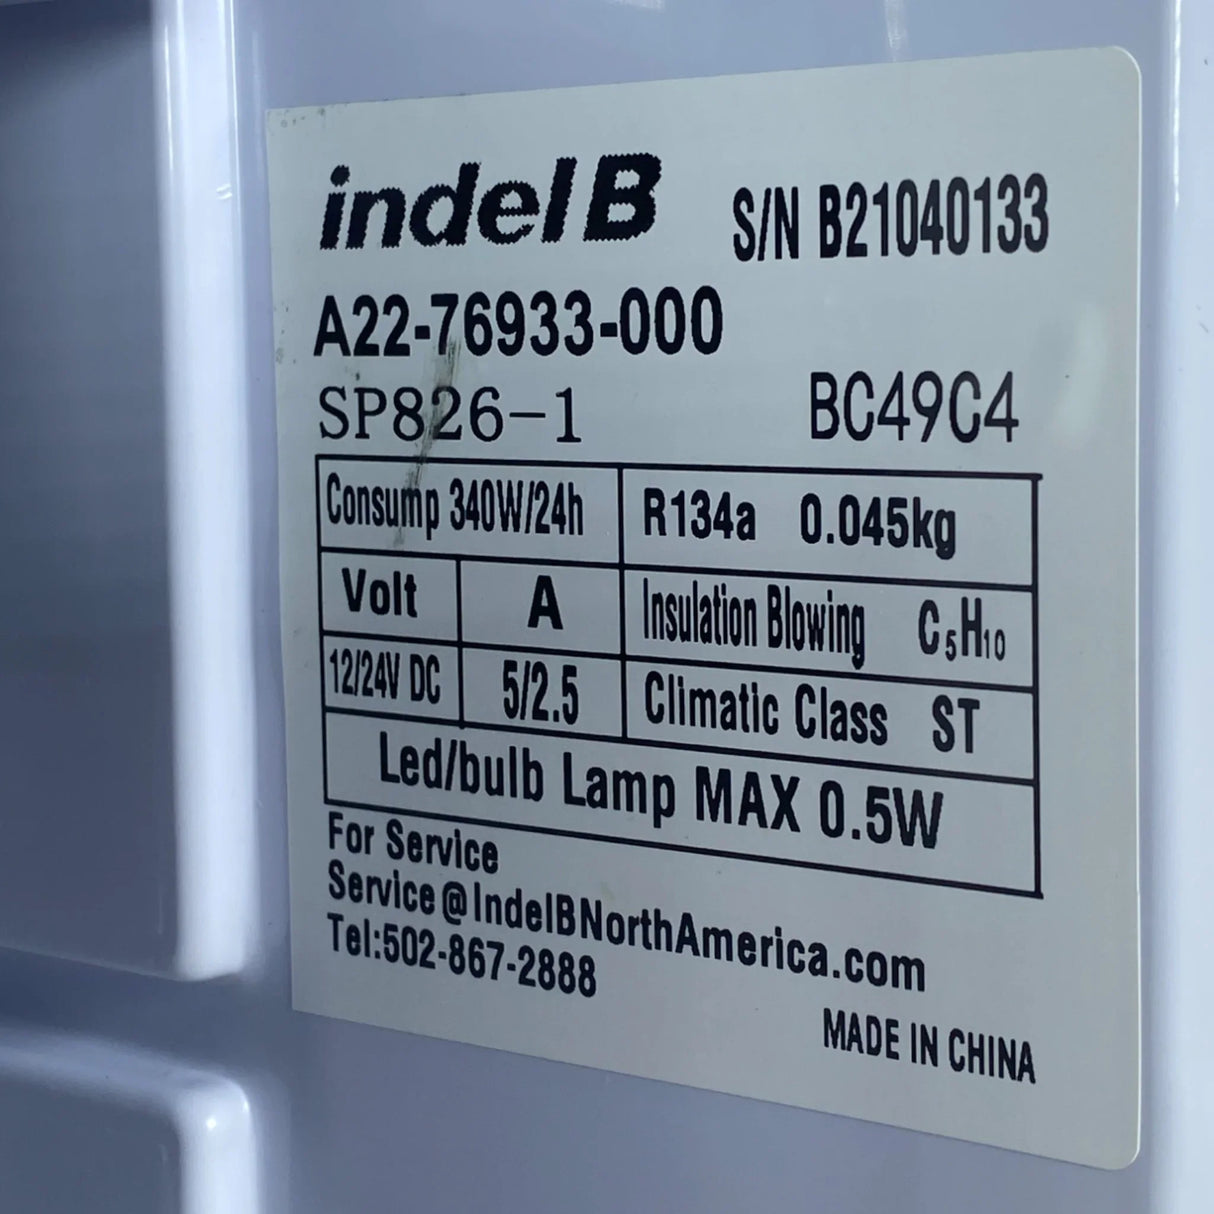 indel B
S/N B21040133
A22-76933-000
SP826-1 BC49C4
Consump 340W/24h R134a 0.045kg
Volt A Insulation Blowing C₅H₁₀
12/24V DC 5/2.5 Climatic Class ST
Led/bulb Lamp MAX 0.5W
For Service
Service@IndelBNorthAmerica.com
Tel:502-867-2888
MADE IN CHINA